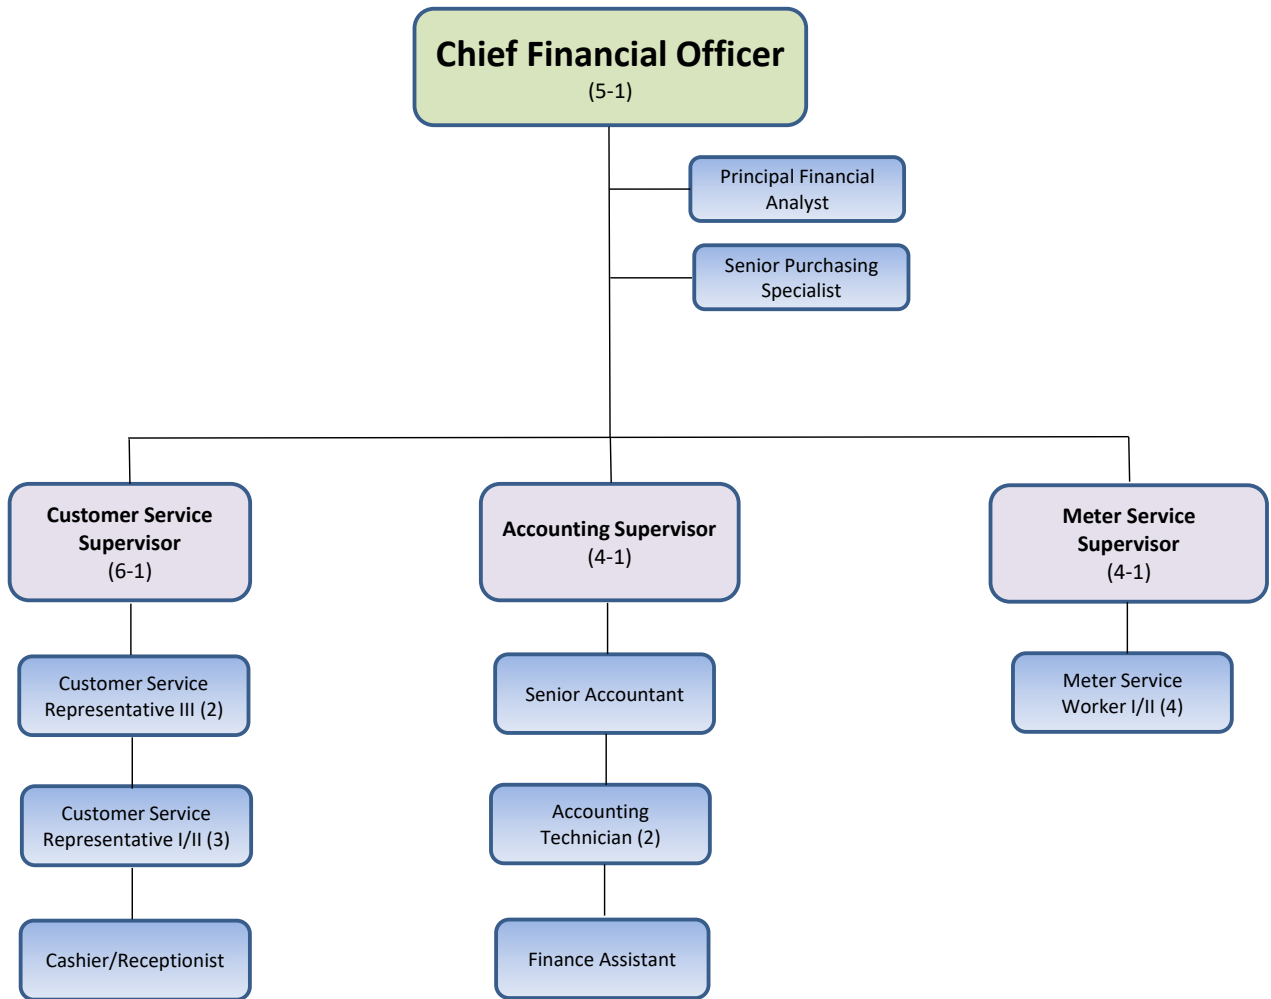 Chief Financial Officer
(5-1)
Principal Financial
Analyst
Senior Purchasing
Specialist
Customer Service
Supervisor
(6-1)
Customer Service
Representative III (2)
Customer Service
Representative I/II (3)
Cashier/Receptionist
Accounting Supervisor
(4-1)
Senior Accountant
Accounting
Technician (2)
Finance Assistant
Meter Service
Supervisor
(4-1)
Meter Service
Worker I/II (4)